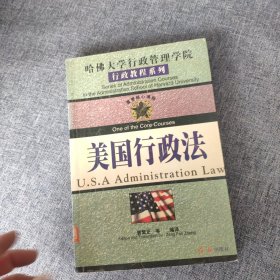 哈佛大学行政管理学院
行政教程系列
Series of Administration Courses
in the Administrative School of Harvard University
One of the Core Courses
美国行政法
U.S.A Administration Law